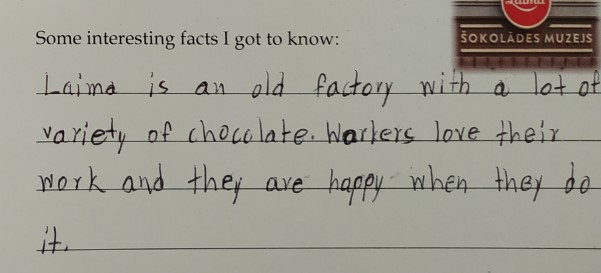 Laima
ŠOKOLĀDES MUZEJS
Some interesting facts I got to know:
Laima is an old factory with a lot of
variety of chocolate. Workers love their
work and they are happy when they do
it.